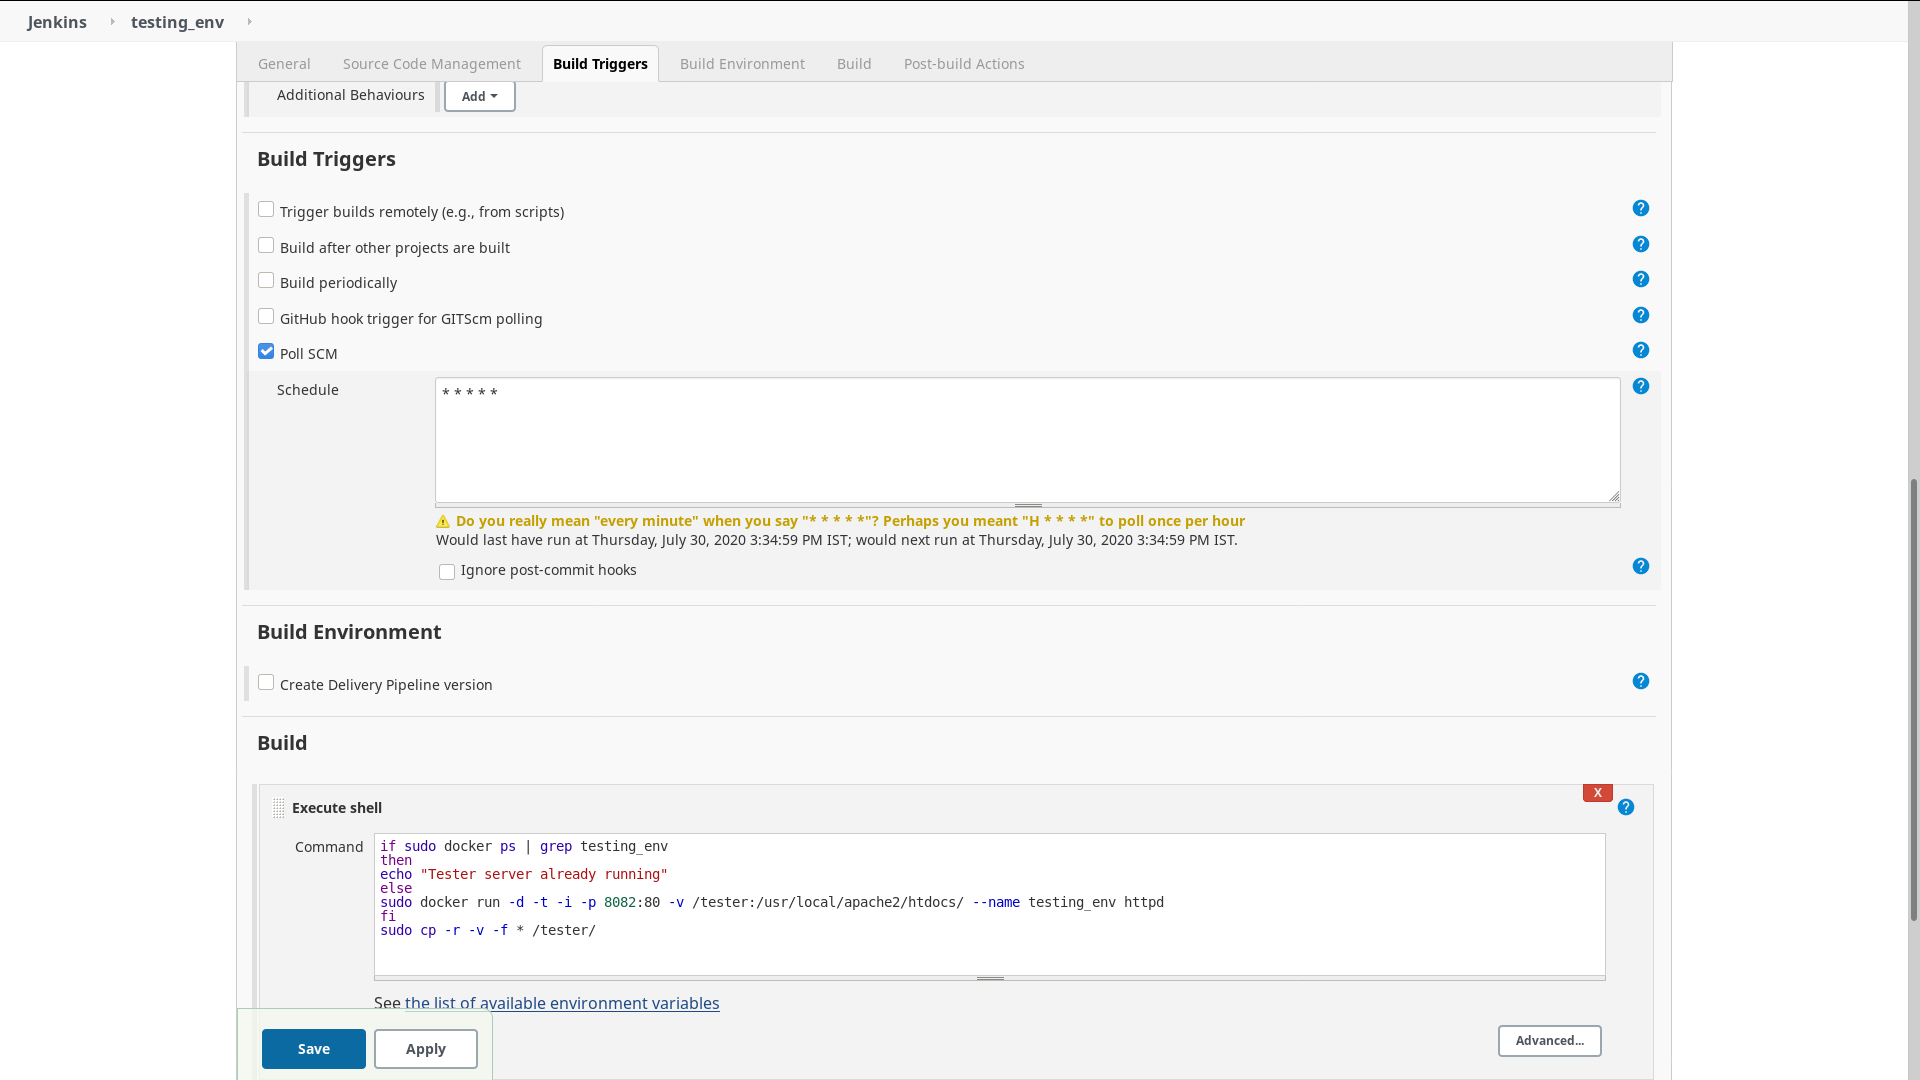 Jenkins testing_env
General Source Code Management Build Triggers Build Environment Build Post-build Actions
Additional Behaviours Add
Build Triggers
Trigger builds remotely (e.g., from scripts) ?
Build after other projects are built ?
Build periodically ?
GitHub hook trigger for GITScm polling ?
Poll SCM ?
Schedule * * * * * ?
Do you really mean "every minute" when you say "* * * * *"? Perhaps you meant "H * * * *" to poll once per hour
Would last have run at Thursday, July 30, 2020 3:34:59 PM IST; would next run at Thursday, July 30, 2020 3:34:59 PM IST.
Ignore post-commit hooks ?
Build Environment
Create Delivery Pipeline version ?
Build
X
Execute shell ?
Command if sudo docker ps | grep testing_env
then
echo "Tester server already running"
else
sudo docker run -d -t -i -p 8082:80 -v /tester:/usr/local/apache2/htdocs/ --name testing_env httpd
fi
sudo cp -r -v -f * /tester/
See the list of available environment variables
Save Apply Advanced...